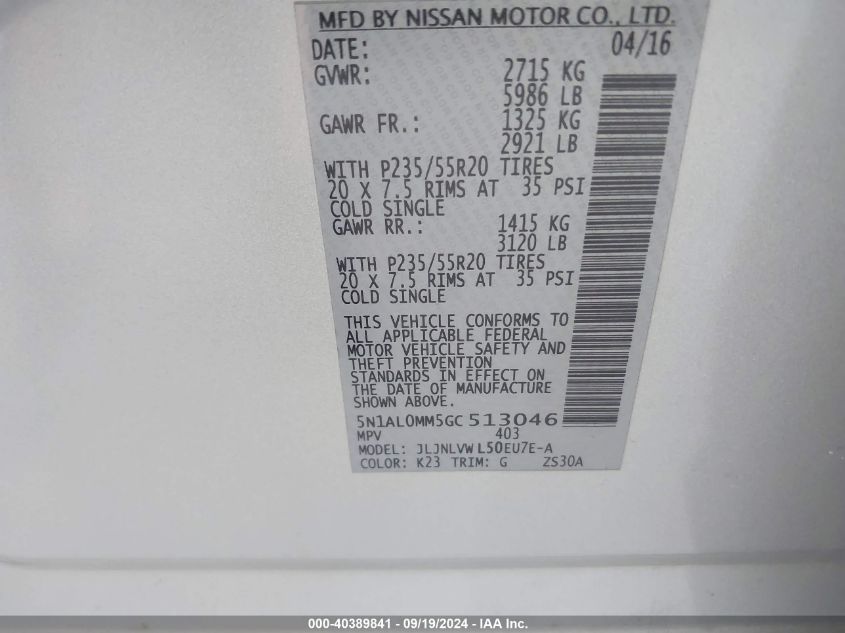 MFD BY NISSAN MOTOR CO., LTD.
DATE: 04/16
GVWR: 2715 KG
5986 LB
GAWR FR.: 1325 KG
2921 LB
WITH P235/55R20 TIRES
20 X 7.5 RIMS AT 35 PSI
COLD SINGLE
GAWR RR.: 1415 KG
3120 LB
WITH P235/55R20 TIRES
20 X 7.5 RIMS AT 35 PSI
COLD SINGLE
THIS VEHICLE CONFORMS TO
ALL APPLICABLE FEDERAL
MOTOR VEHICLE SAFETY AND
THEFT PREVENTION
STANDARDS IN EFFECT ON
THE DATE OF MANUFACTURE
SHOWN ABOVE.
5N1AL0MM5GC 513046
MPV 403
MODEL: JLJNLVW L50EU7E-A
COLOR: K23 TRIM: G ZS30A
000-40389841 - 09/19/2024 - IAA Inc.